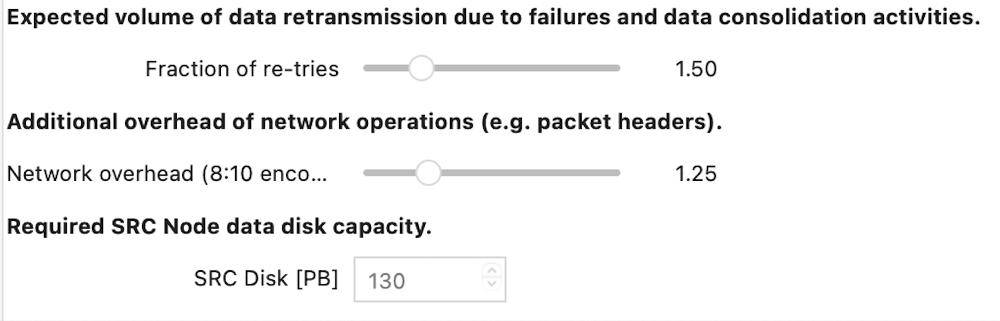 Expected volume of data retransmission due to failures and data consolidation activities.
Fraction of re-tries 1.50
Additional overhead of network operations (e.g. packet headers).
Network overhead (8:10 enco... 1.25
Required SRC Node data disk capacity.
SRC Disk [PB] 130